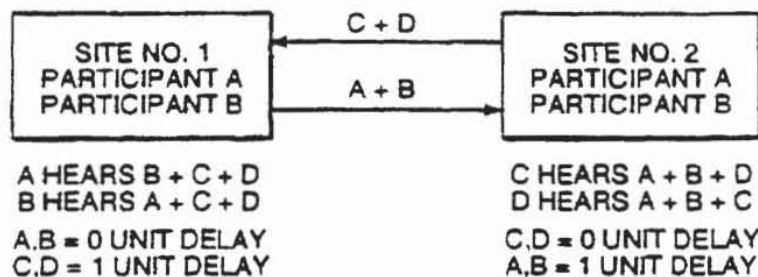 C + D
SITE NO. 1
PARTICIPANT A
PARTICIPANT B
A + B
SITE NO. 2
PARTICIPANT A
PARTICIPANT B
A HEARS B + C + D
B HEARS A + C + D
A,B = 0 UNIT DELAY
C,D = 1 UNIT DELAY
C HEARS A + B + D
D HEARS A + B + C
C,D = 0 UNIT DELAY
A,B = 1 UNIT DELAY